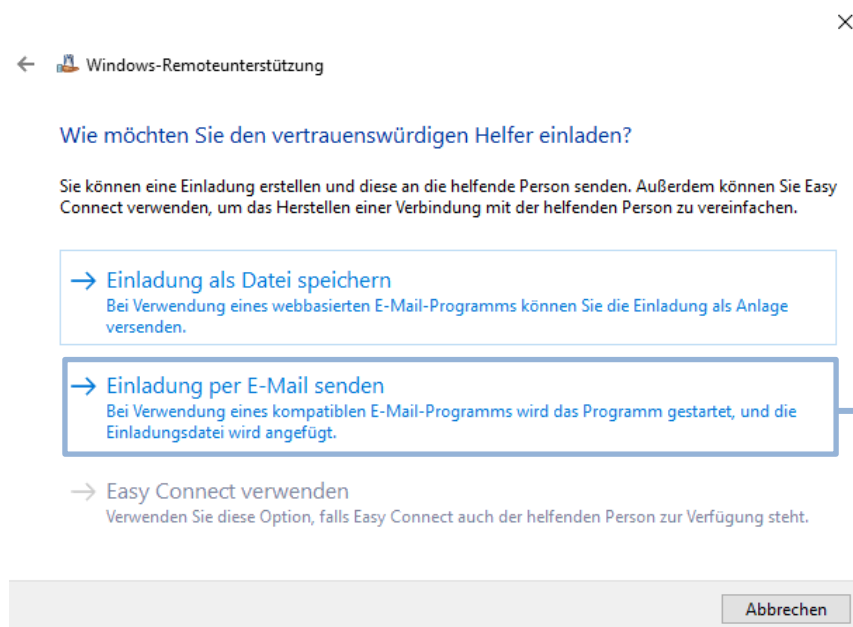 Windows-Remoteunterstützung
Wie möchten Sie den vertrauenswürdigen Helfer einladen?
Sie können eine Einladung erstellen und diese an die helfende Person senden. Außerdem können Sie Easy
Connect verwenden, um das Herstellen einer Verbindung mit der helfenden Person zu vereinfachen.
Einladung als Datei speichern
Bei Verwendung eines webbasierten E-Mail-Programms können Sie die Einladung als Anlage
versenden.
Einladung per E-Mail senden
Bei Verwendung eines kompatiblen E-Mail-Programms wird das Programm gestartet, und die
Einladungsdatei wird angefügt.
Easy Connect verwenden
Verwenden Sie diese Option, falls Easy Connect auch der helfenden Person zur Verfügung steht.
Abbrechen